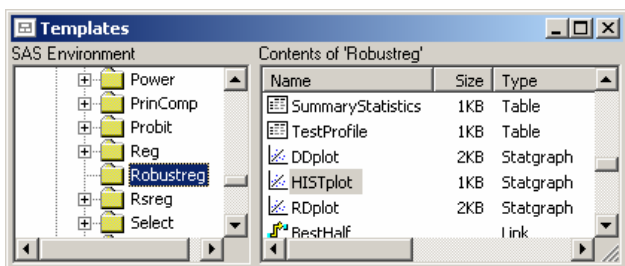 Templates
SAS Environment
Contents of 'Robustreg'
Power
PrinComp
Probit
Reg
Robustreg
Rsreg
Select
Name Size Type
SummaryStatistics 1KB Table
TestProfile 1KB Table
DDplot 2KB Statgraph
HISTplot 1KB Statgraph
RDplot 2KB Statgraph
BestHalf Link